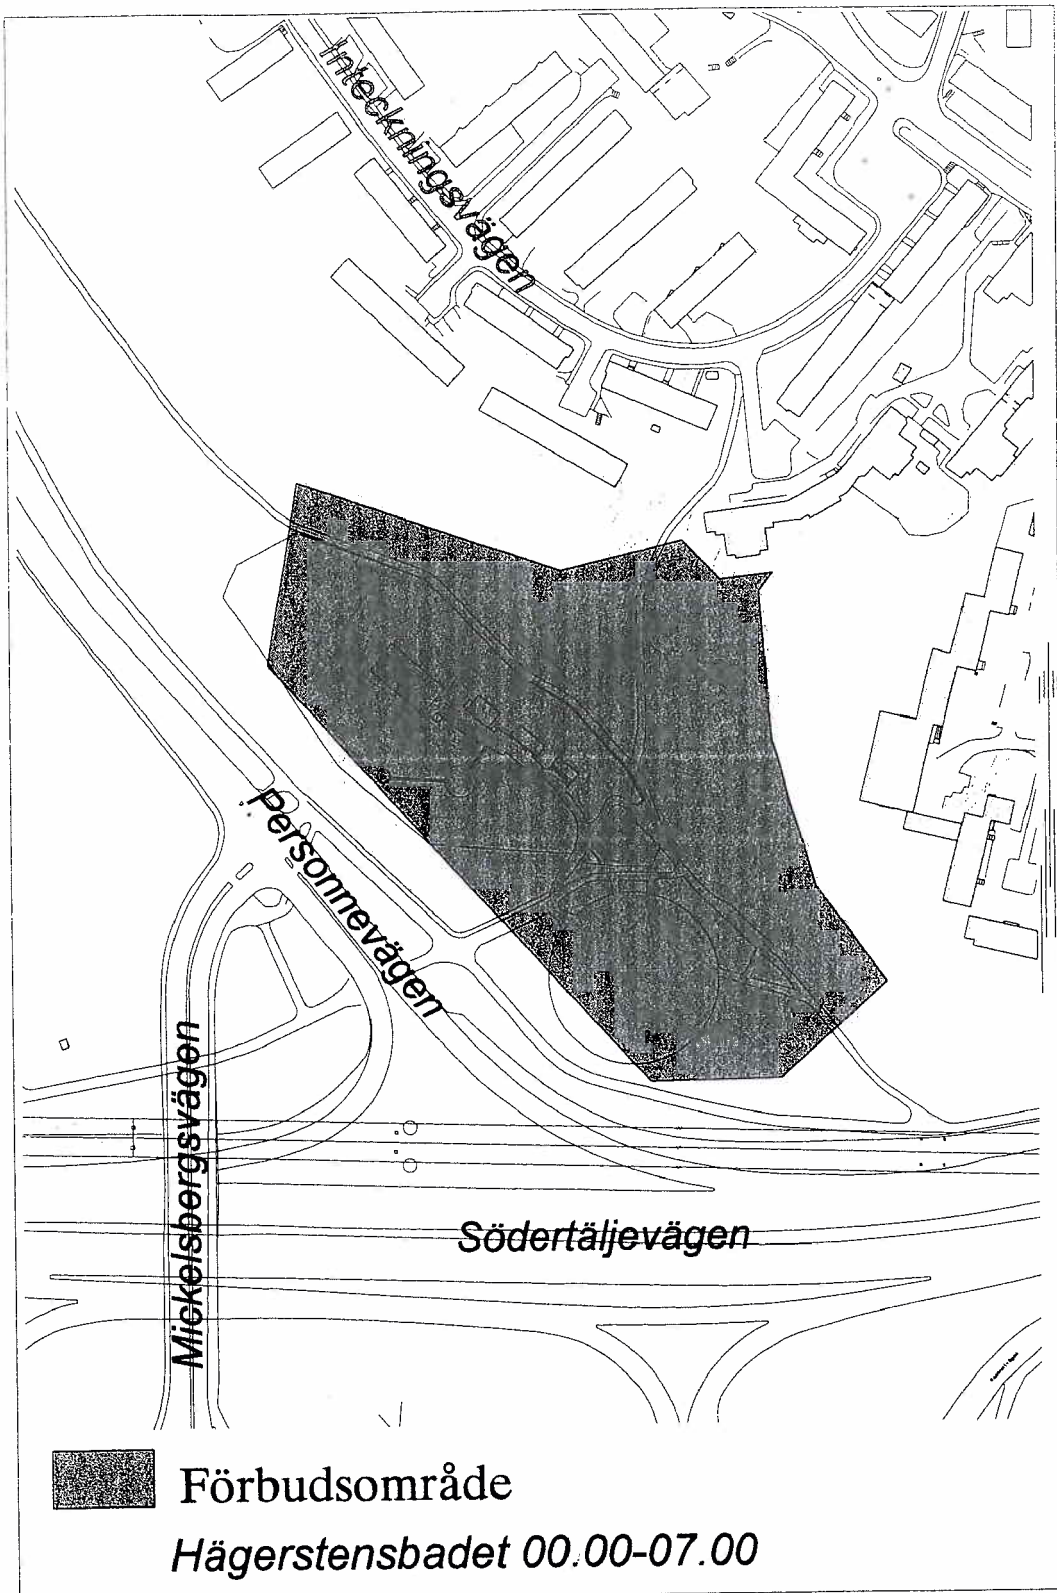 Inteckningsvägen
Personnevägen
Mickelsbergsvägen
Södertäljevägen
Förbudsområde
Hägerstensbadet 00.00-07.00